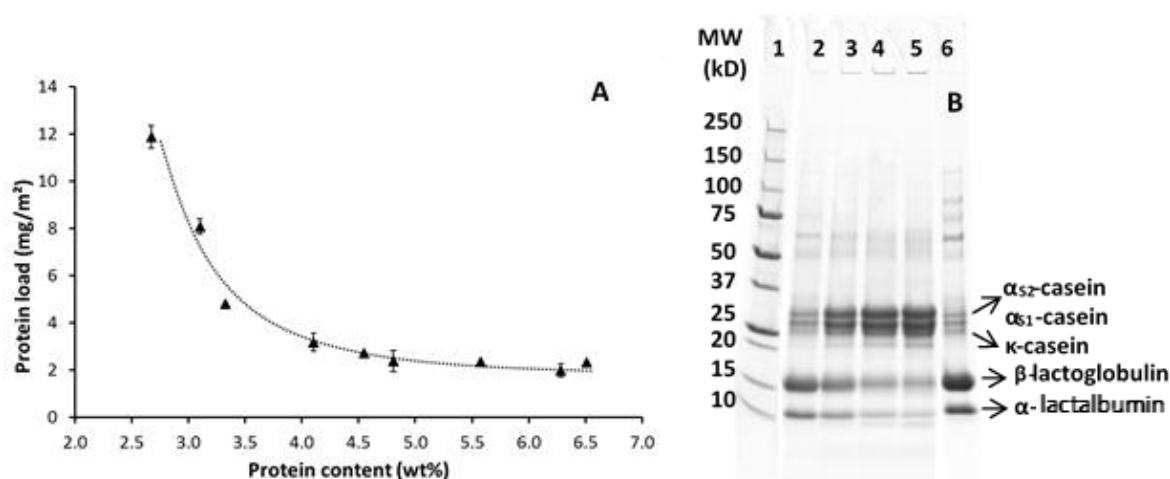 14
12
10
8
6
4
2
0
Protein load (mg/m²)
A
2.0 2.5 3.0 3.5 4.0 4.5 5.0 5.5 6.0 6.5 7.0
Protein content (wt%)
MW 1 2 3 4 5 6
(kD)
B
250
150
100
75
50
37
25
20
15
10
αS2-casein
αS1-casein
κ-casein
β-lactoglobulin
α- lactalbumin